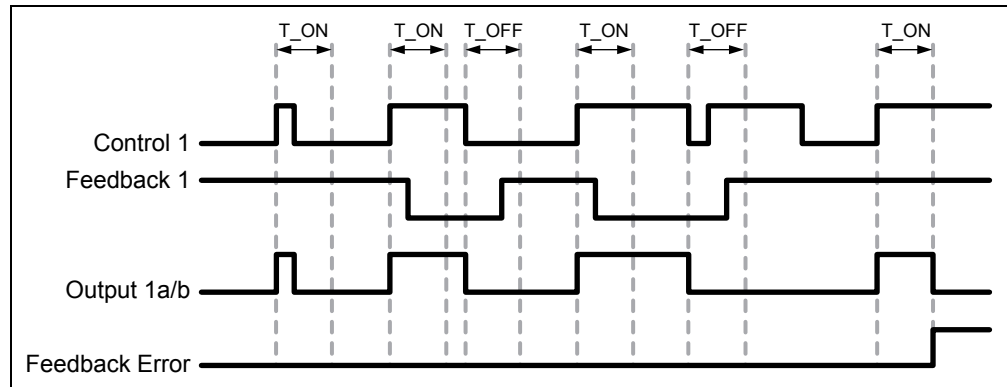 T_ON T_ON T_OFF T_ON T_OFF T_ON
Control 1
Feedback 1
Output 1a/b
Feedback Error